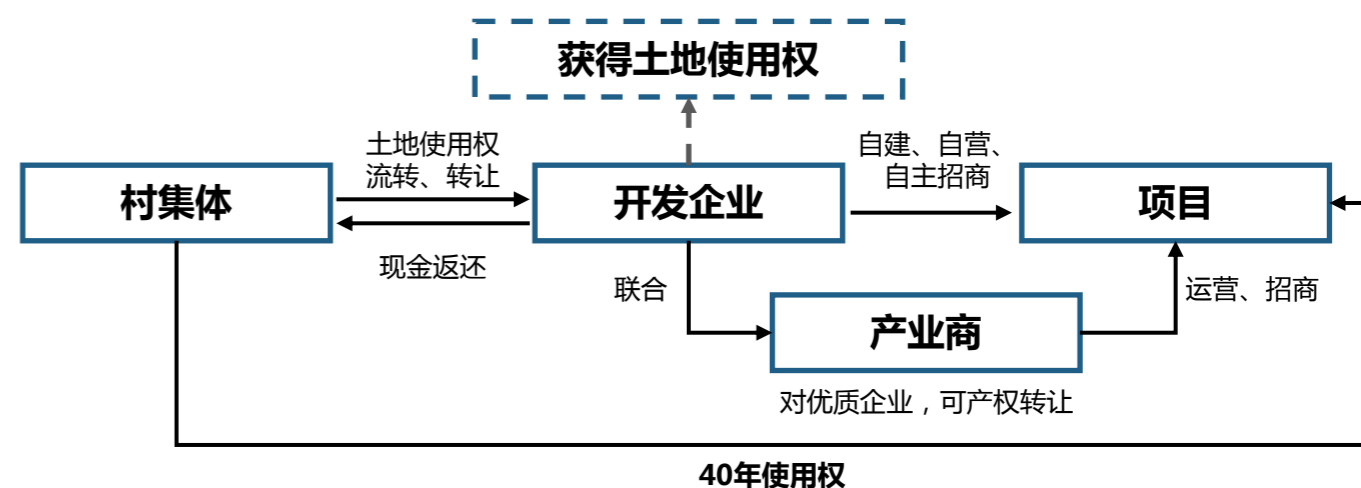 获得土地使用权
土地使用权
流转、转让
自建、自营、
自主招商
村集体
开发企业
项目
现金返还
联合
运营、招商
产业商
对优质企业，可产权转让
40年使用权